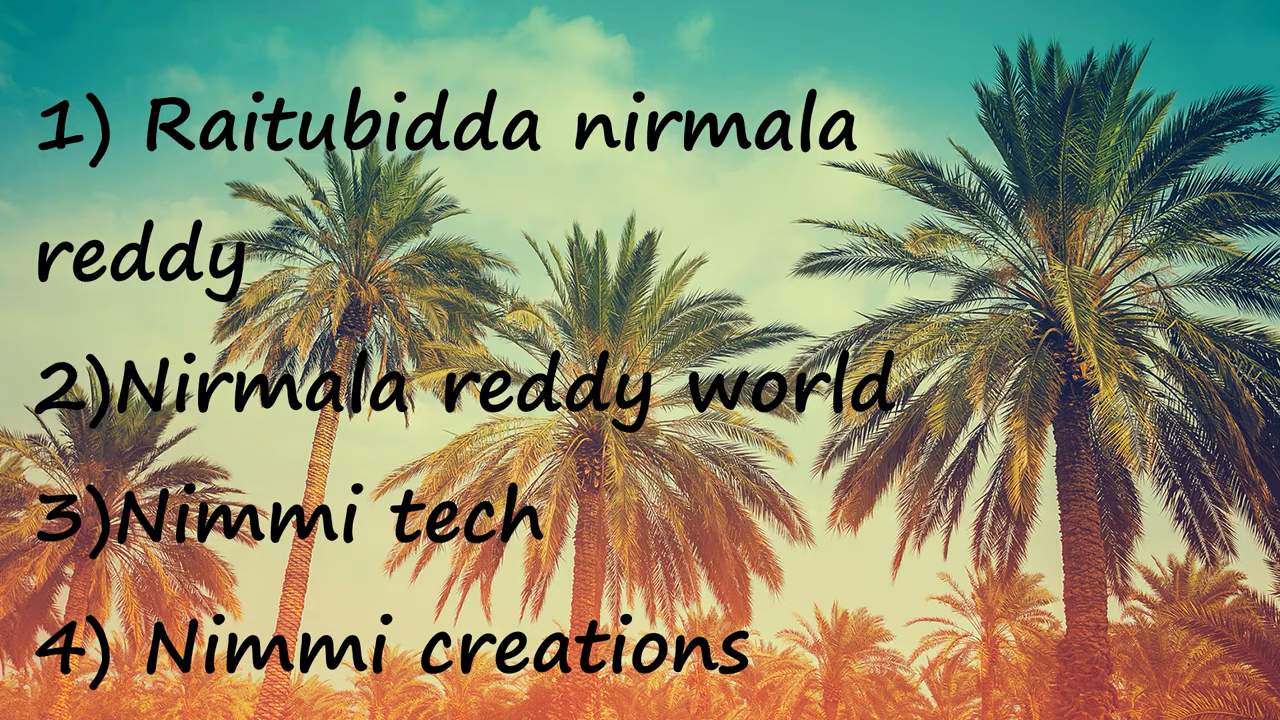 1) Raitubidda nirmala
reddy
2)Nirmala reddy world
3)Nimmi tech
4) Nimmi creations